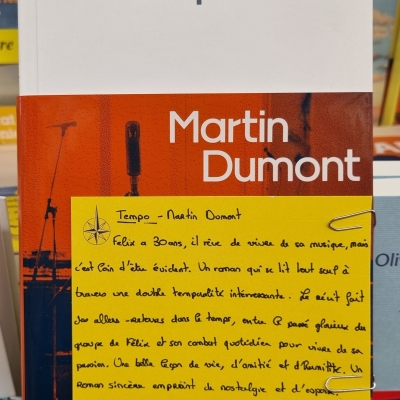 Martin
Dumont
Tempo - Martin Dumont
Felix a 30 ans, il rêve de vivre de sa musique, mais
c'est loin d'être évident. Un roman qui se lit tout seul à
travers une double temporalité intéressante. Le récit fait
des allers-retours dans le temps, entre le passé glorieux du
groupe de Félix et son combat quotidien pour vivre de sa
passion. Une belle leçon de vie, d'amitié et d'humilité. Un
roman sincère empreint de nostalgie et d'espoir.
Oli